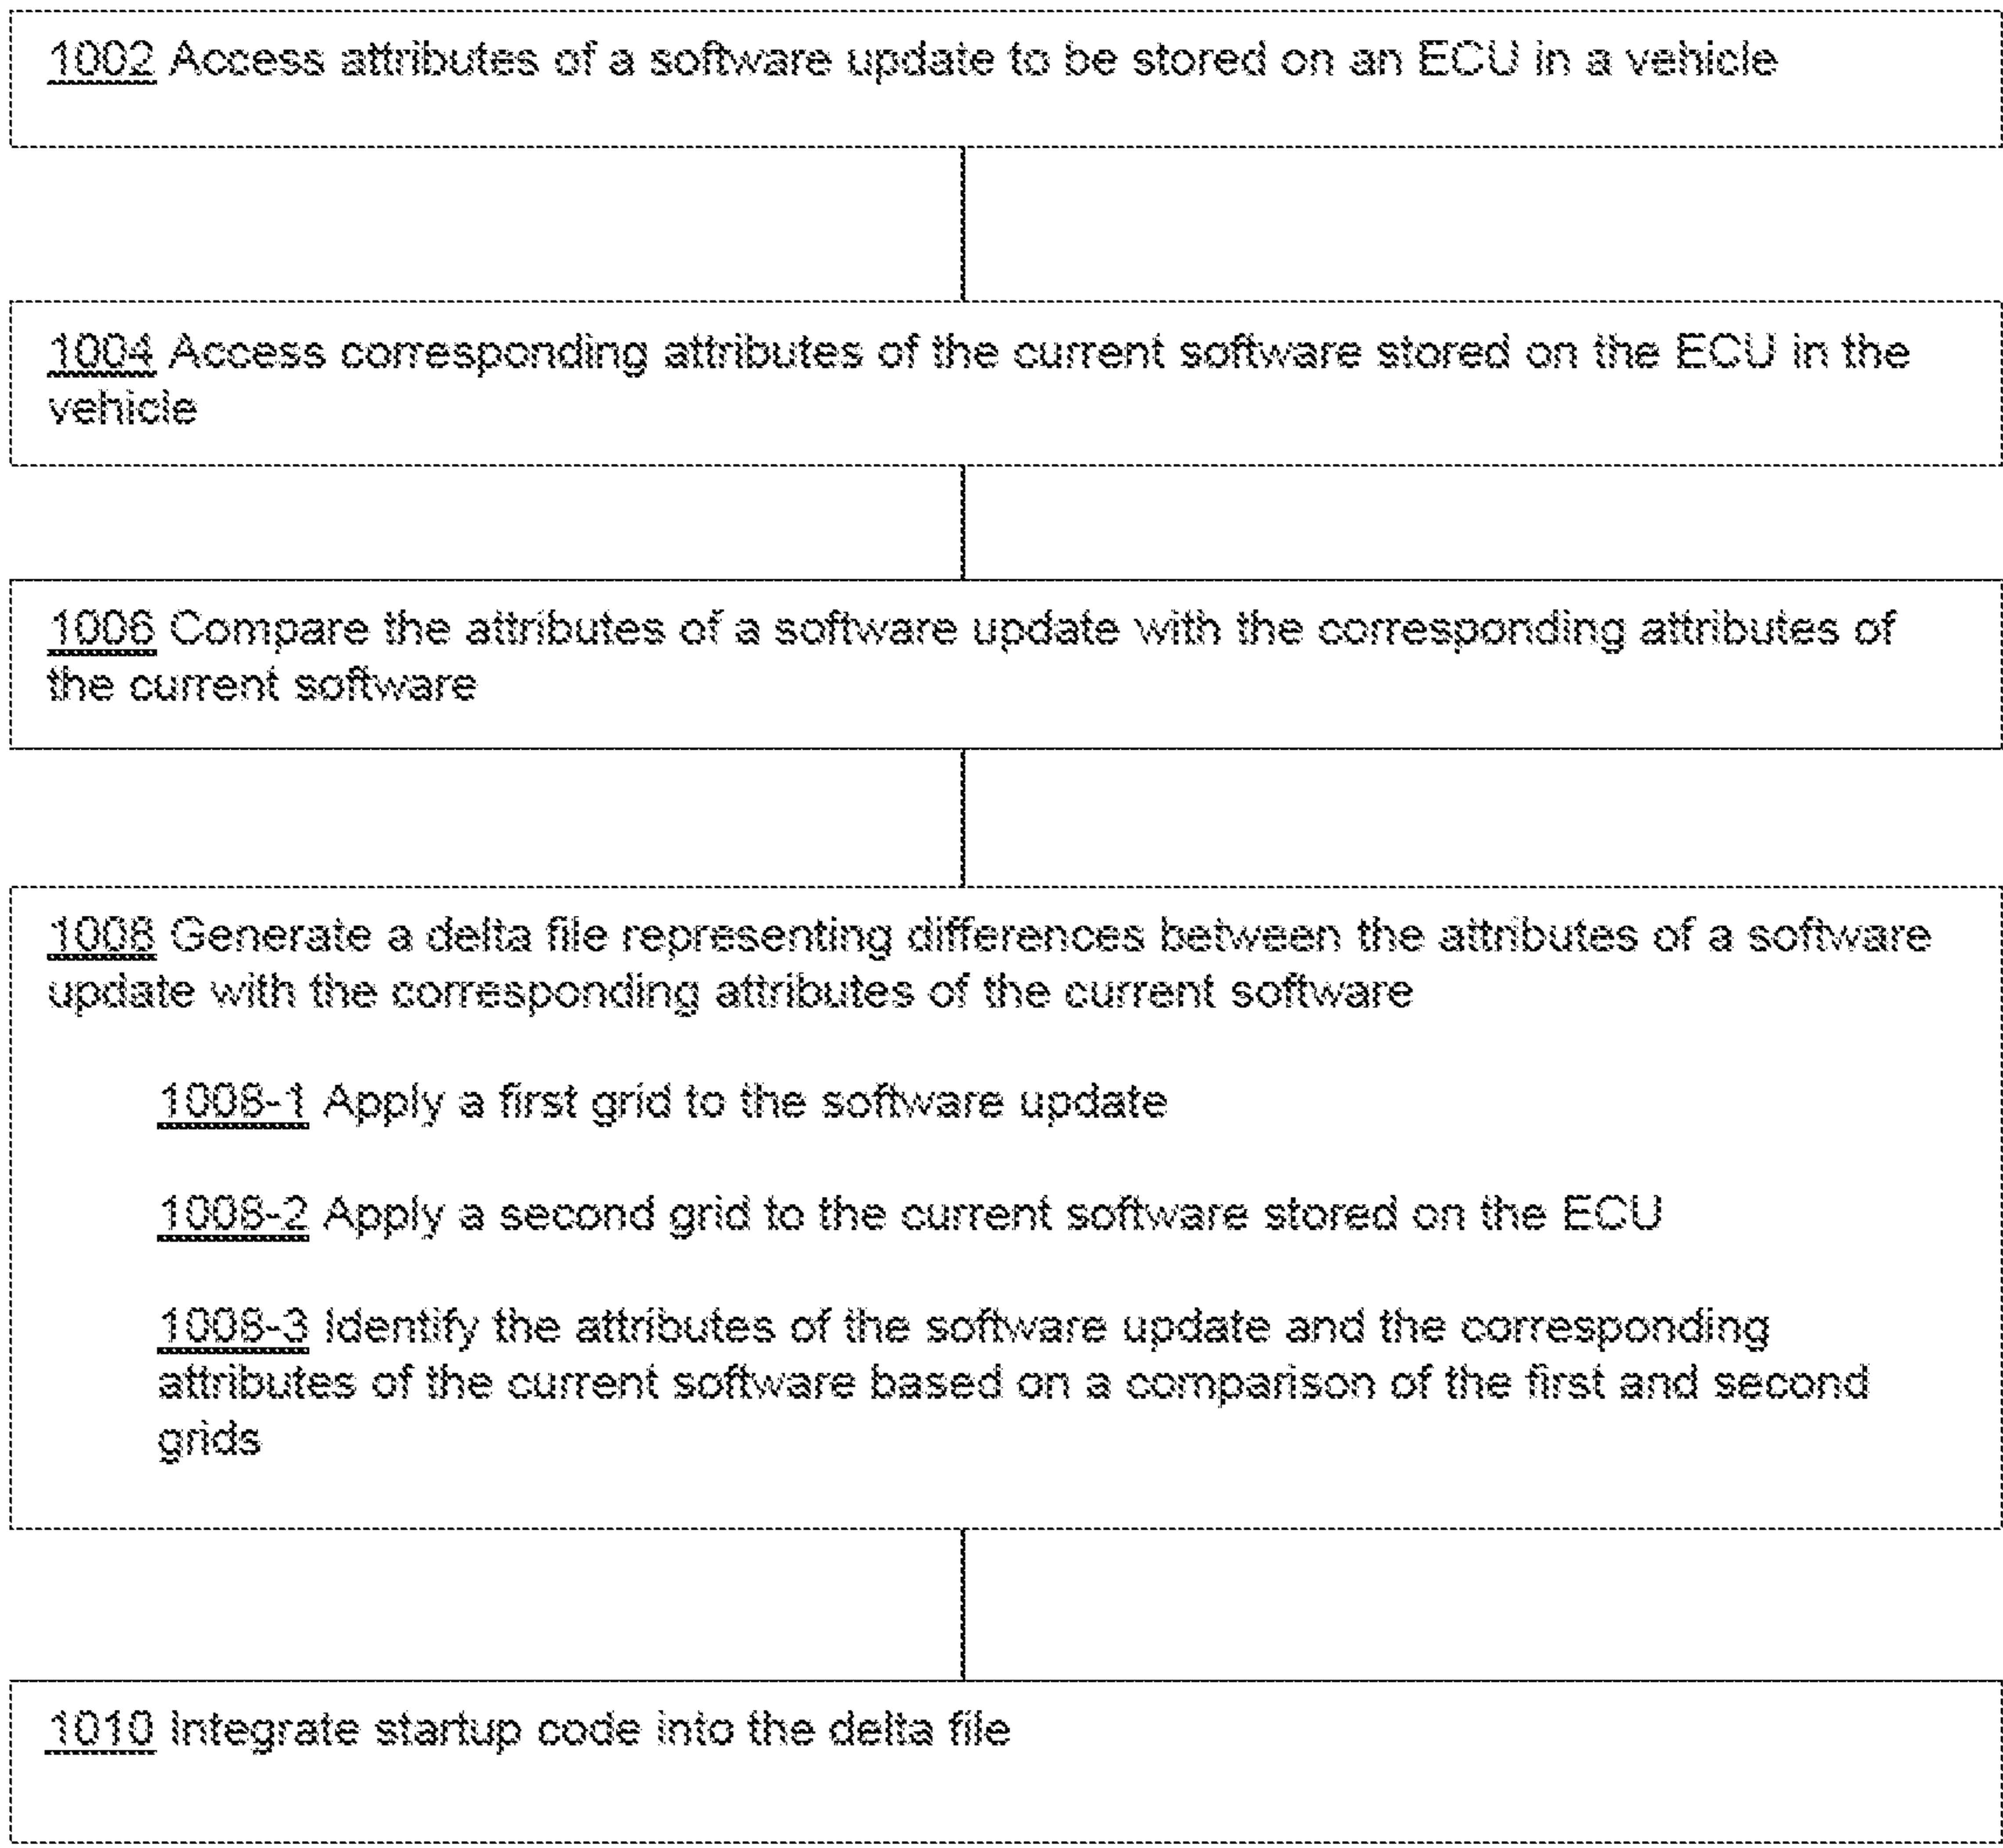 1002 Access attributes of a software update to be stored on an ECU in a vehicle
1004 Access corresponding attributes of the current software stored on the ECU in the
vehicle
1006 Compare the attributes of a software update with the corresponding attributes of
the current software
1008 Generate a delta file representing differences between the attributes of a software
update with the corresponding attributes of the current software
1008-1 Apply a first grid to the software update
1008-2 Apply a second grid to the current software stored on the ECU
1008-3 Identify the attributes of the software update and the corresponding
attributes of the current software based on a comparison of the first and second
grids
1010 Integrate startup code into the delta file